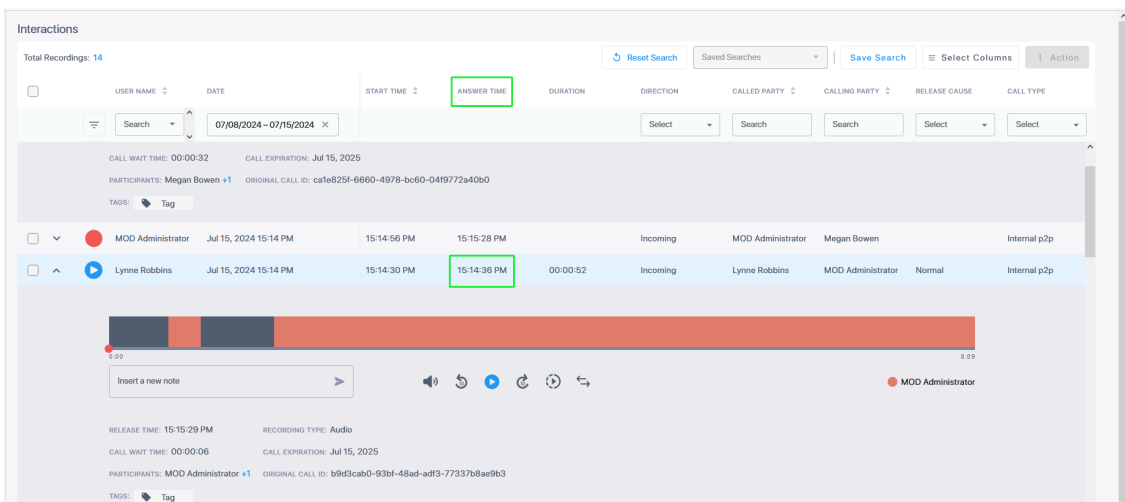 Interactions
Total Recordings: 14
Reset Search
Saved Searches
Save Search
Select Columns
Action
USER NAME DATE START TIME ANSWER TIME DURATION DIRECTION CALLED PARTY CALLING PARTY RELEASE CAUSE CALL TYPE
Search 07/08/2024 – 07/15/2024 × Select Search Search Select Select
CALL WAIT TIME: 00:00:32 CALL EXPIRATION: Jul 15, 2025
PARTICIPANTS: Megan Bowen +1 ORIGINAL CALL ID: ca1e825f-6660-4978-bc60-04f9772a40b0
TAGS: Tag
MOD Administrator Jul 15, 2024 15:14 PM 15:14:56 PM 15:15:28 PM Incoming MOD Administrator Megan Bowen Internal p2p
Lynne Robbins Jul 15, 2024 15:14 PM 15:14:30 PM 15:14:36 PM 00:00:52 Incoming Lynne Robbins MOD Administrator Normal Internal p2p
0:00 0:09
Insert a new note MOD Administrator
RELEASE TIME: 15:15:29 PM RECORDING TYPE: Audio
CALL WAIT TIME: 00:00:06 CALL EXPIRATION: Jul 15, 2025
PARTICIPANTS: MOD Administrator +1 ORIGINAL CALL ID: b9d3cab0-93bf-48ad-adf3-77337b8ae9b3
TAGS: Tag